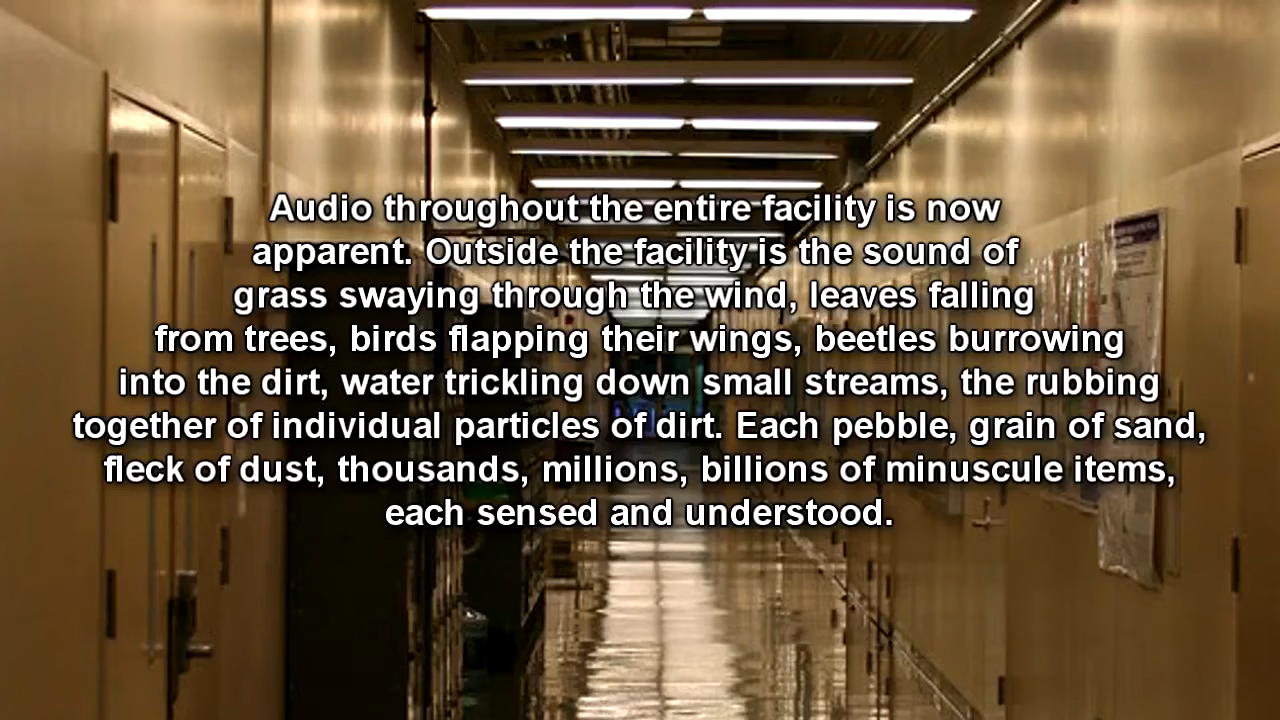 Audio throughout the entire facility is now
apparent. Outside the facility is the sound of
grass swaying through the wind, leaves falling
from trees, birds flapping their wings, beetles burrowing
into the dirt, water trickling down small streams, the rubbing
together of individual particles of dirt. Each pebble, grain of sand,
fleck of dust, thousands, millions, billions of minuscule items,
each sensed and understood.